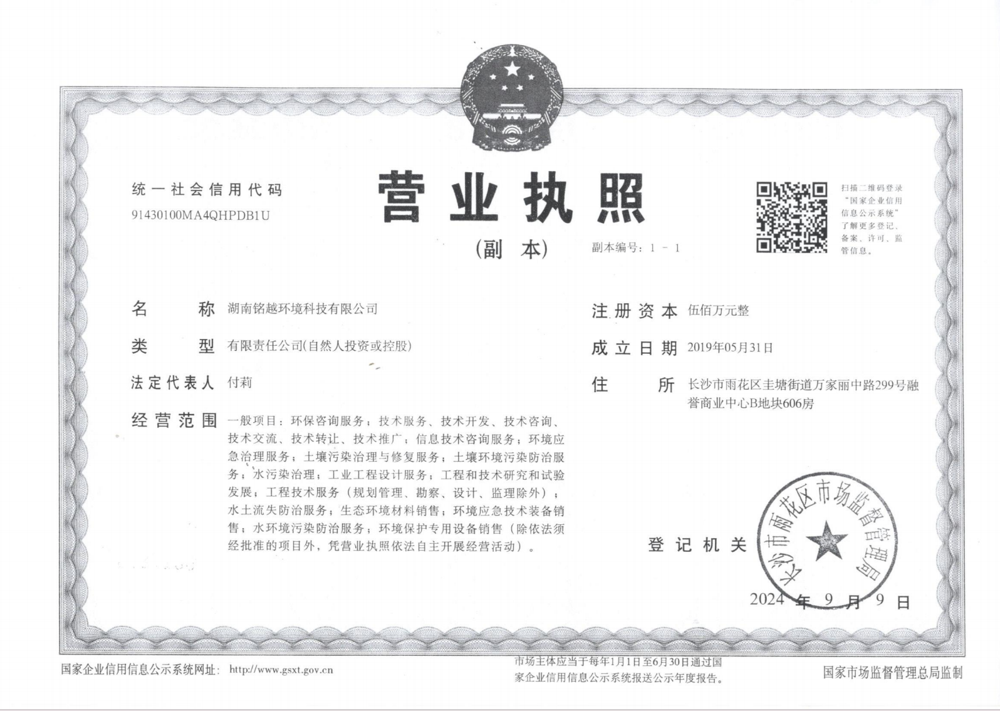 营业执照
(副 本)
副本编号：1 - 1
统一社会信用代码
91430100MA4QHPDB1U
扫描二维码登录
“国家企业信用
信息公示系统”
了解更多登记、
备案、许可、监
管信息。
名 称 湖南铭越环境科技有限公司
类 型 有限责任公司(自然人投资或控股)
法定代表人 付莉
经营范围 一般项目：环保咨询服务；技术服务、技术开发、技术咨询、
技术交流、技术转让、技术推广；信息技术咨询服务；环境应
急治理服务；土壤污染治理与修复服务；土壤环境污染防治服
务；水污染治理；工业工程设计服务；工程和技术研究和试验
发展；工程技术服务（规划管理、勘察、设计、监理除外）；
水土流失防治服务；生态环境材料销售；环境应急技术装备销
售；水环境污染防治服务；环境保护专用设备销售（除依法须
经批准的项目外，凭营业执照依法自主开展经营活动）。
注册资本 伍佰万元整
成立日期 2019年05月31日
住 所 长沙市雨花区圭塘街道万家丽中路299号融
誉商业中心B地块606房
登记机关
长沙市雨花区市场监督管理局
2024 年 9 月 9 日
国家企业信用信息公示系统网址： http://www.gsxt.gov.cn
市场主体应当于每年1月1日至6月30日通过国
家企业信用信息公示系统报送公示年度报告。
国家市场监督管理总局监制